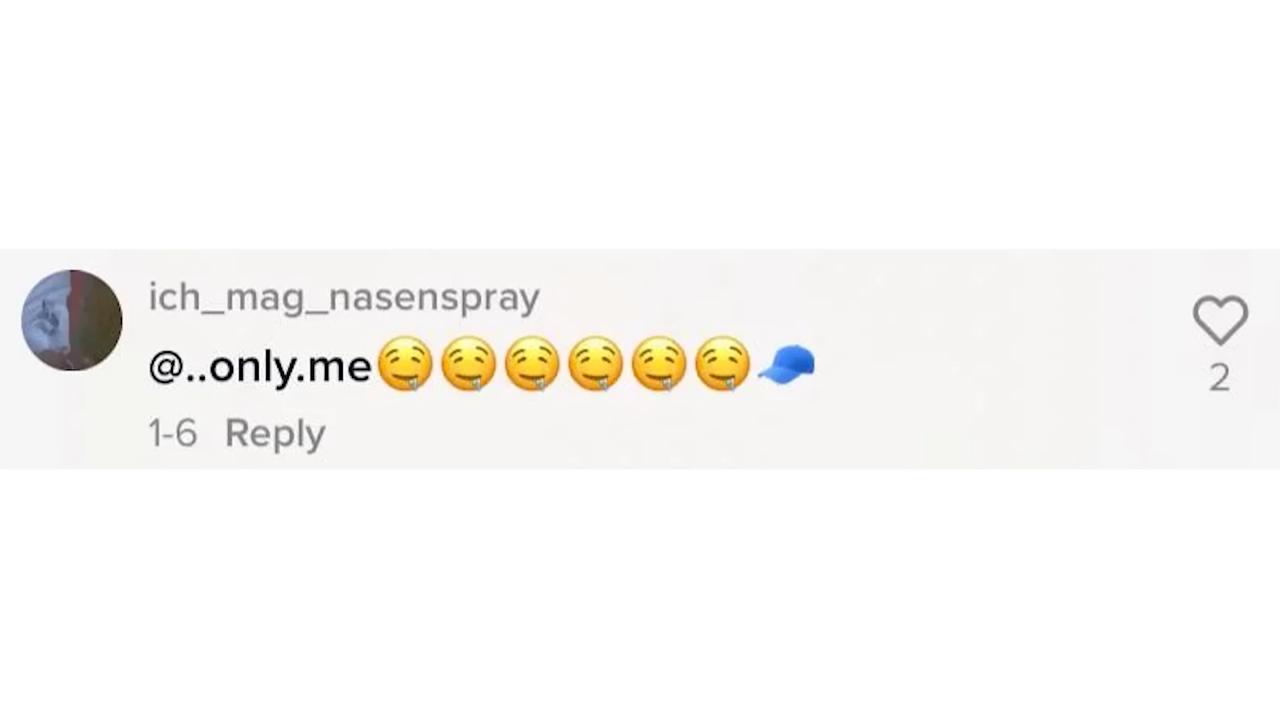 ich_mag_nasenspray
@..only.me🤤🤤🤤🤤🤤🤤🧢
2
1-6 Reply